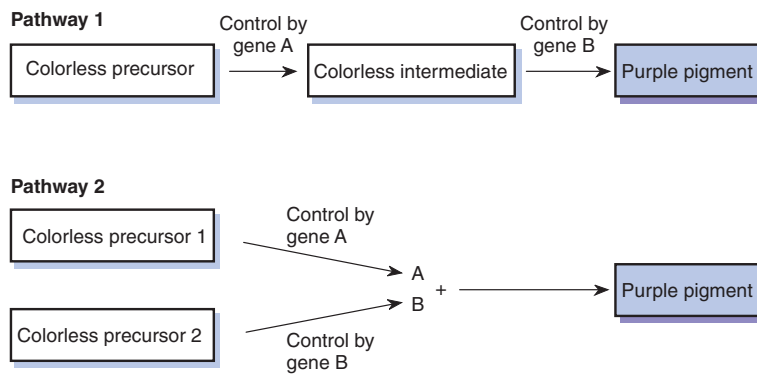 Pathway 1
Control by
gene A
Control by
gene B
Colorless precursor
Colorless intermediate
Purple pigment
Pathway 2
Colorless precursor 1
Control by
gene A
A
B
+
Purple pigment
Colorless precursor 2
Control by
gene B